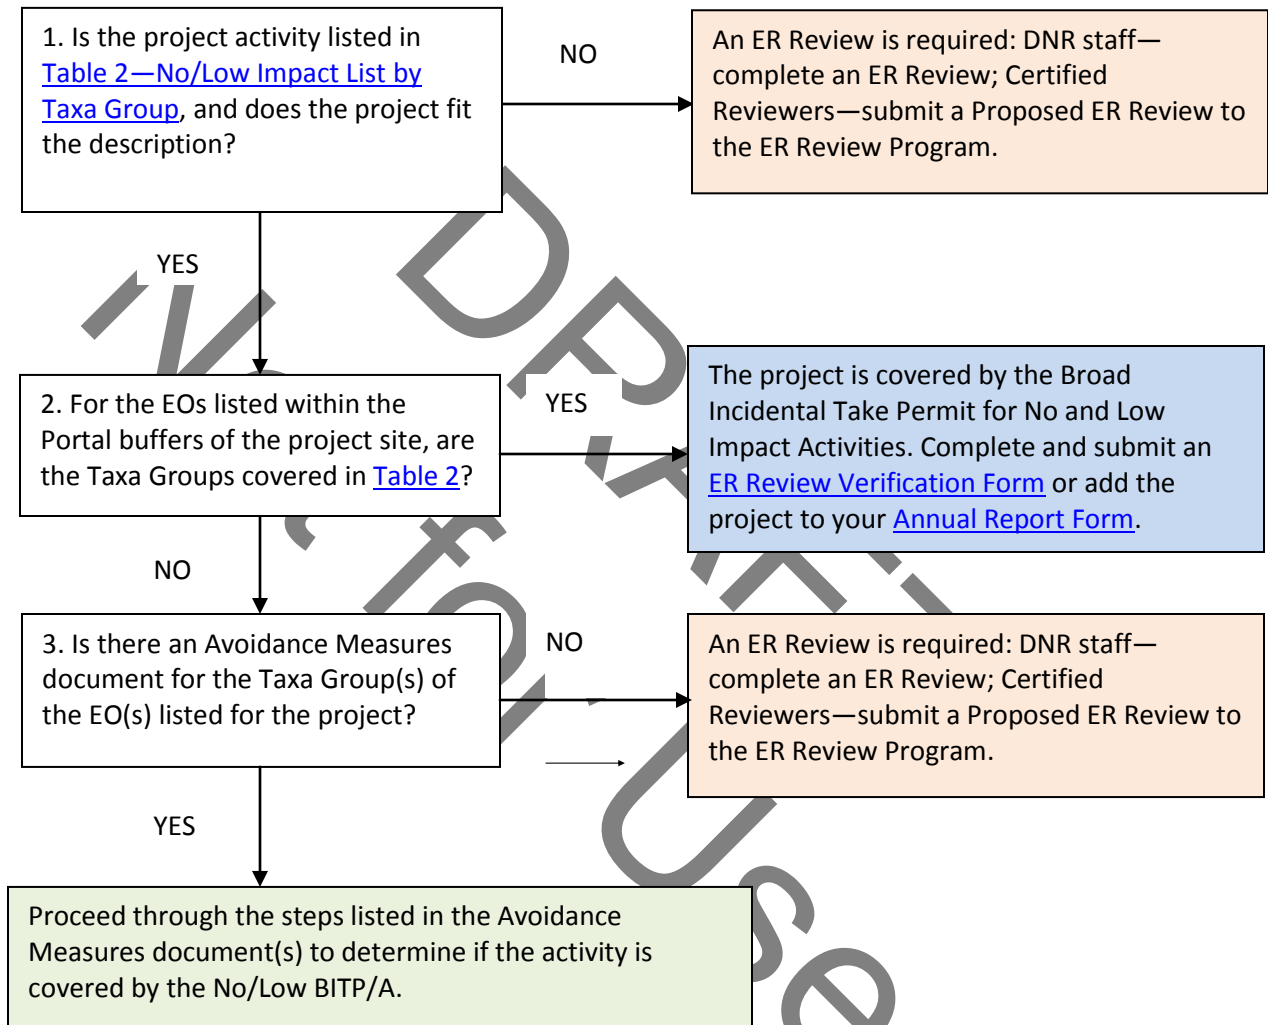 1. Is the project activity listed in
Table 2—No/Low Impact List by
Taxa Group, and does the project fit
the description?
NO
An ER Review is required: DNR staff—
complete an ER Review; Certified
Reviewers—submit a Proposed ER Review to
the ER Review Program.
YES
2. For the EOs listed within the
Portal buffers of the project site, are
the Taxa Groups covered in Table 2?
YES
The project is covered by the Broad
Incidental Take Permit for No and Low
Impact Activities. Complete and submit an
ER Review Verification Form or add the
project to your Annual Report Form.
NO
3. Is there an Avoidance Measures
document for the Taxa Group(s) of
the EO(s) listed for the project?
NO
An ER Review is required: DNR staff—
complete an ER Review; Certified
Reviewers—submit a Proposed ER Review to
the ER Review Program.
YES
Proceed through the steps listed in the Avoidance
Measures document(s) to determine if the activity is
covered by the No/Low BITP/A.
DRAFT
Not for Use